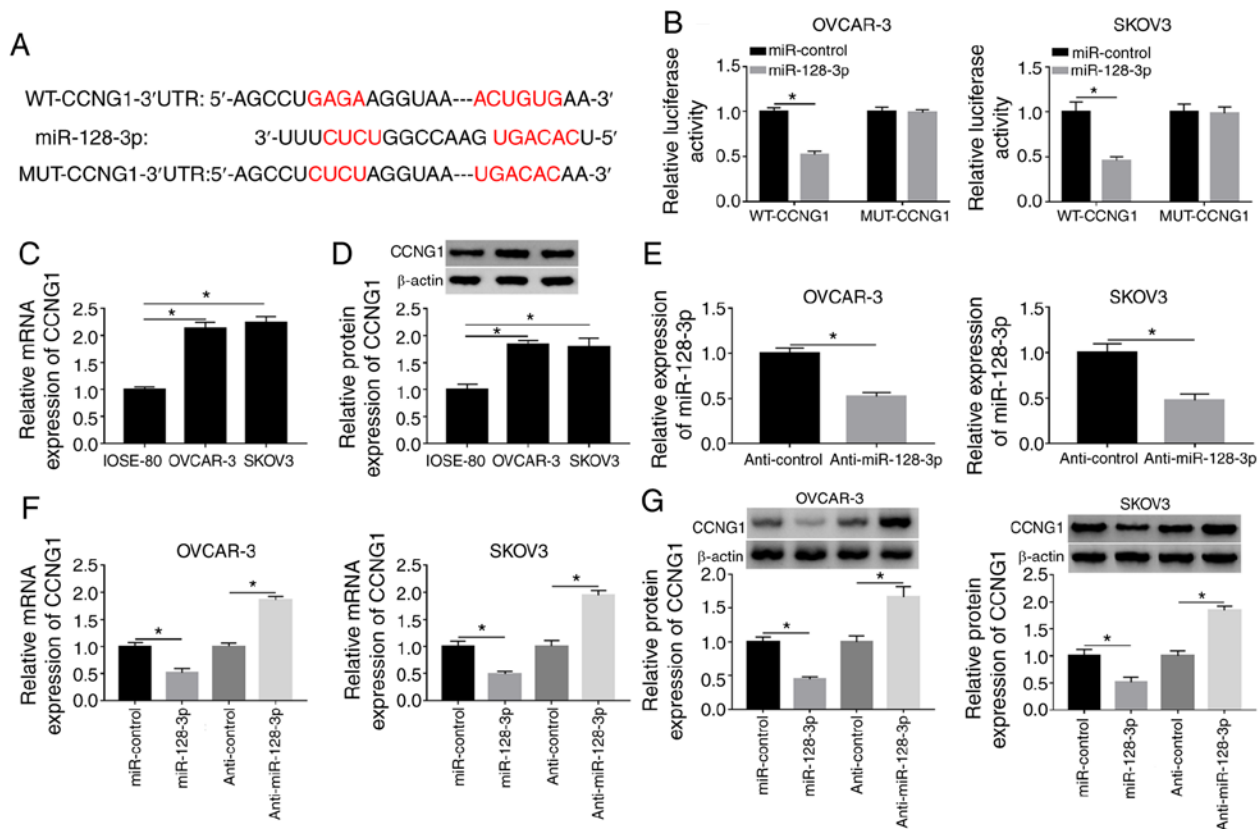 A
WT-CCNG1-3′UTR: 5′-AGCCUGAGAAGGUAA---ACUGUGAA-3′
miR-128-3p: 3′-UUUCUCUGGCCAAG UGACACU-5′
MUT-CCNG1-3′UTR:5′-AGCCUCUCUAGGUAA---UGACACAA-3′
B
OVCAR-3
miR-control
miR-128-3p
Relative luciferase
activity
1.5
1.0
0.5
0.0
*
WT-CCNG1 MUT-CCNG1
SKOV3
miR-control
miR-128-3p
Relative luciferase
activity
1.5
1.0
0.5
0.0
*
WT-CCNG1 MUT-CCNG1
C
Relative mRNA
expression of CCNG1
2.5
2.0
1.5
1.0
0.5
0.0
*
*
IOSE-80 OVCAR-3 SKOV3
D
CCNG1
β-actin
Relative protein
expression of CCNG1
2.5
2.0
1.5
1.0
0.5
0.0
*
*
IOSE-80 OVCAR-3 SKOV3
E
OVCAR-3
Relative expression
of miR-128-3p
1.5
1.0
0.5
0.0
*
Anti-control Anti-miR-128-3p
SKOV3
Relative expression
of miR-128-3p
1.5
1.0
0.5
0.0
*
Anti-control Anti-miR-128-3p
F
OVCAR-3
Relative mRNA
expression of CCNG1
2.5
2.0
1.5
1.0
0.5
0.0
*
*
miR-control
miR-128-3p
Anti-control
Anti-miR-128-3p
SKOV3
Relative mRNA
expression of CCNG1
2.5
2.0
1.5
1.0
0.5
0.0
*
*
miR-control
miR-128-3p
Anti-control
Anti-miR-128-3p
G
OVCAR-3
CCNG1
β-actin
Relative protein
expression of CCNG1
2.0
1.5
1.0
0.5
0.0
*
*
miR-control
miR-128-3p
Anti-control
Anti-miR-128-3p
SKOV3
CCNG1
β-actin
Relative protein
expression of CCNG1
2.5
2.0
1.5
1.0
0.5
0.0
*
*
miR-control
miR-128-3p
Anti-control
Anti-miR-128-3p